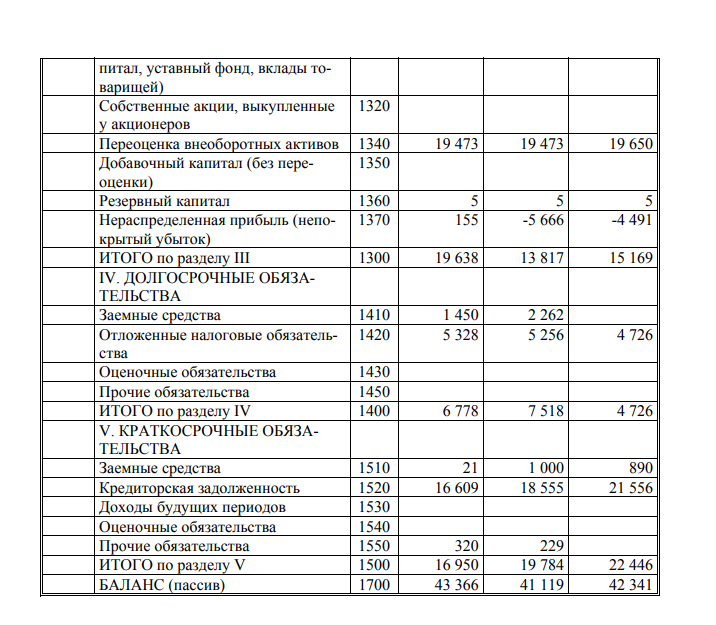 питал, уставный фонд, вклады то-
варищей)
Собственные акции, выкупленные 1320
у акционеров
Переоценка внеоборотных активов 1340 19 473 19 473 19 650
Добавочный капитал (без пере- 1350
оценки)
Резервный капитал 1360 5 5 5
Нераспределенная прибыль (непо- 1370 155 -5 666 -4 491
крытый убыток)
ИТОГО по разделу III 1300 19 638 13 817 15 169
IV. ДОЛГОСРОЧНЫЕ ОБЯЗА-
ТЕЛЬСТВА
Заемные средства 1410 1 450 2 262
Отложенные налоговые обязатель- 1420 5 328 5 256 4 726
ства
Оценочные обязательства 1430
Прочие обязательства 1450
ИТОГО по разделу IV 1400 6 778 7 518 4 726
V. КРАТКОСРОЧНЫЕ ОБЯЗА-
ТЕЛЬСТВА
Заемные средства 1510 21 1 000 890
Кредиторская задолженность 1520 16 609 18 555 21 556
Доходы будущих периодов 1530
Оценочные обязательства 1540
Прочие обязательства 1550 320 229
ИТОГО по разделу V 1500 16 950 19 784 22 446
БАЛАНС (пассив) 1700 43 366 41 119 42 341